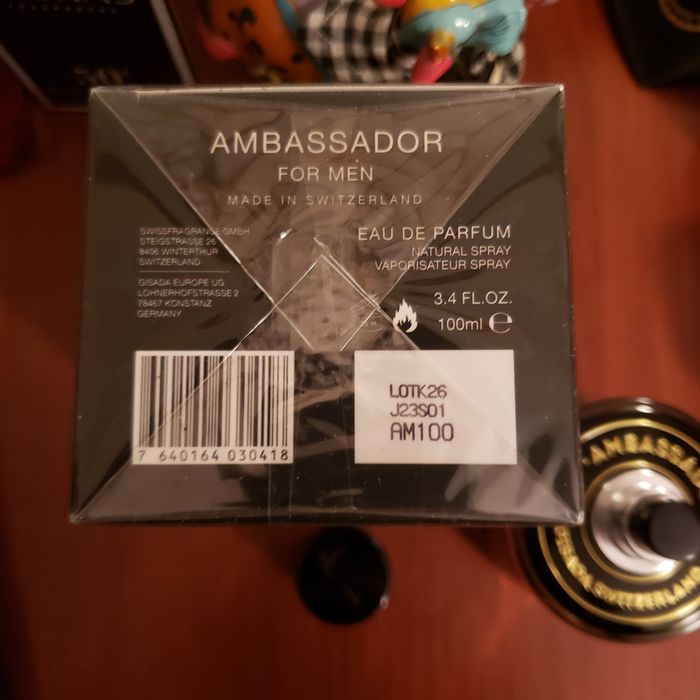 50
AMBASSADOR
FOR MEN
MADE IN SWITZERLAND
SWISSFRAGRANCE GMBH
STEIGSTRASSE 26
8406 WINTERTHUR
SWITZERLAND
GISADA EUROPE UG
LOHNERHOFSTRASSE 2
78467 KONSTANZ
GERMANY
EAU DE PARFUM
NATURAL SPRAY
VAPORISATEUR SPRAY
3.4 FL.OZ.
100ml ℮
LOTK26
J23S01
AM100
7 640164 030418
SWITZERLAND